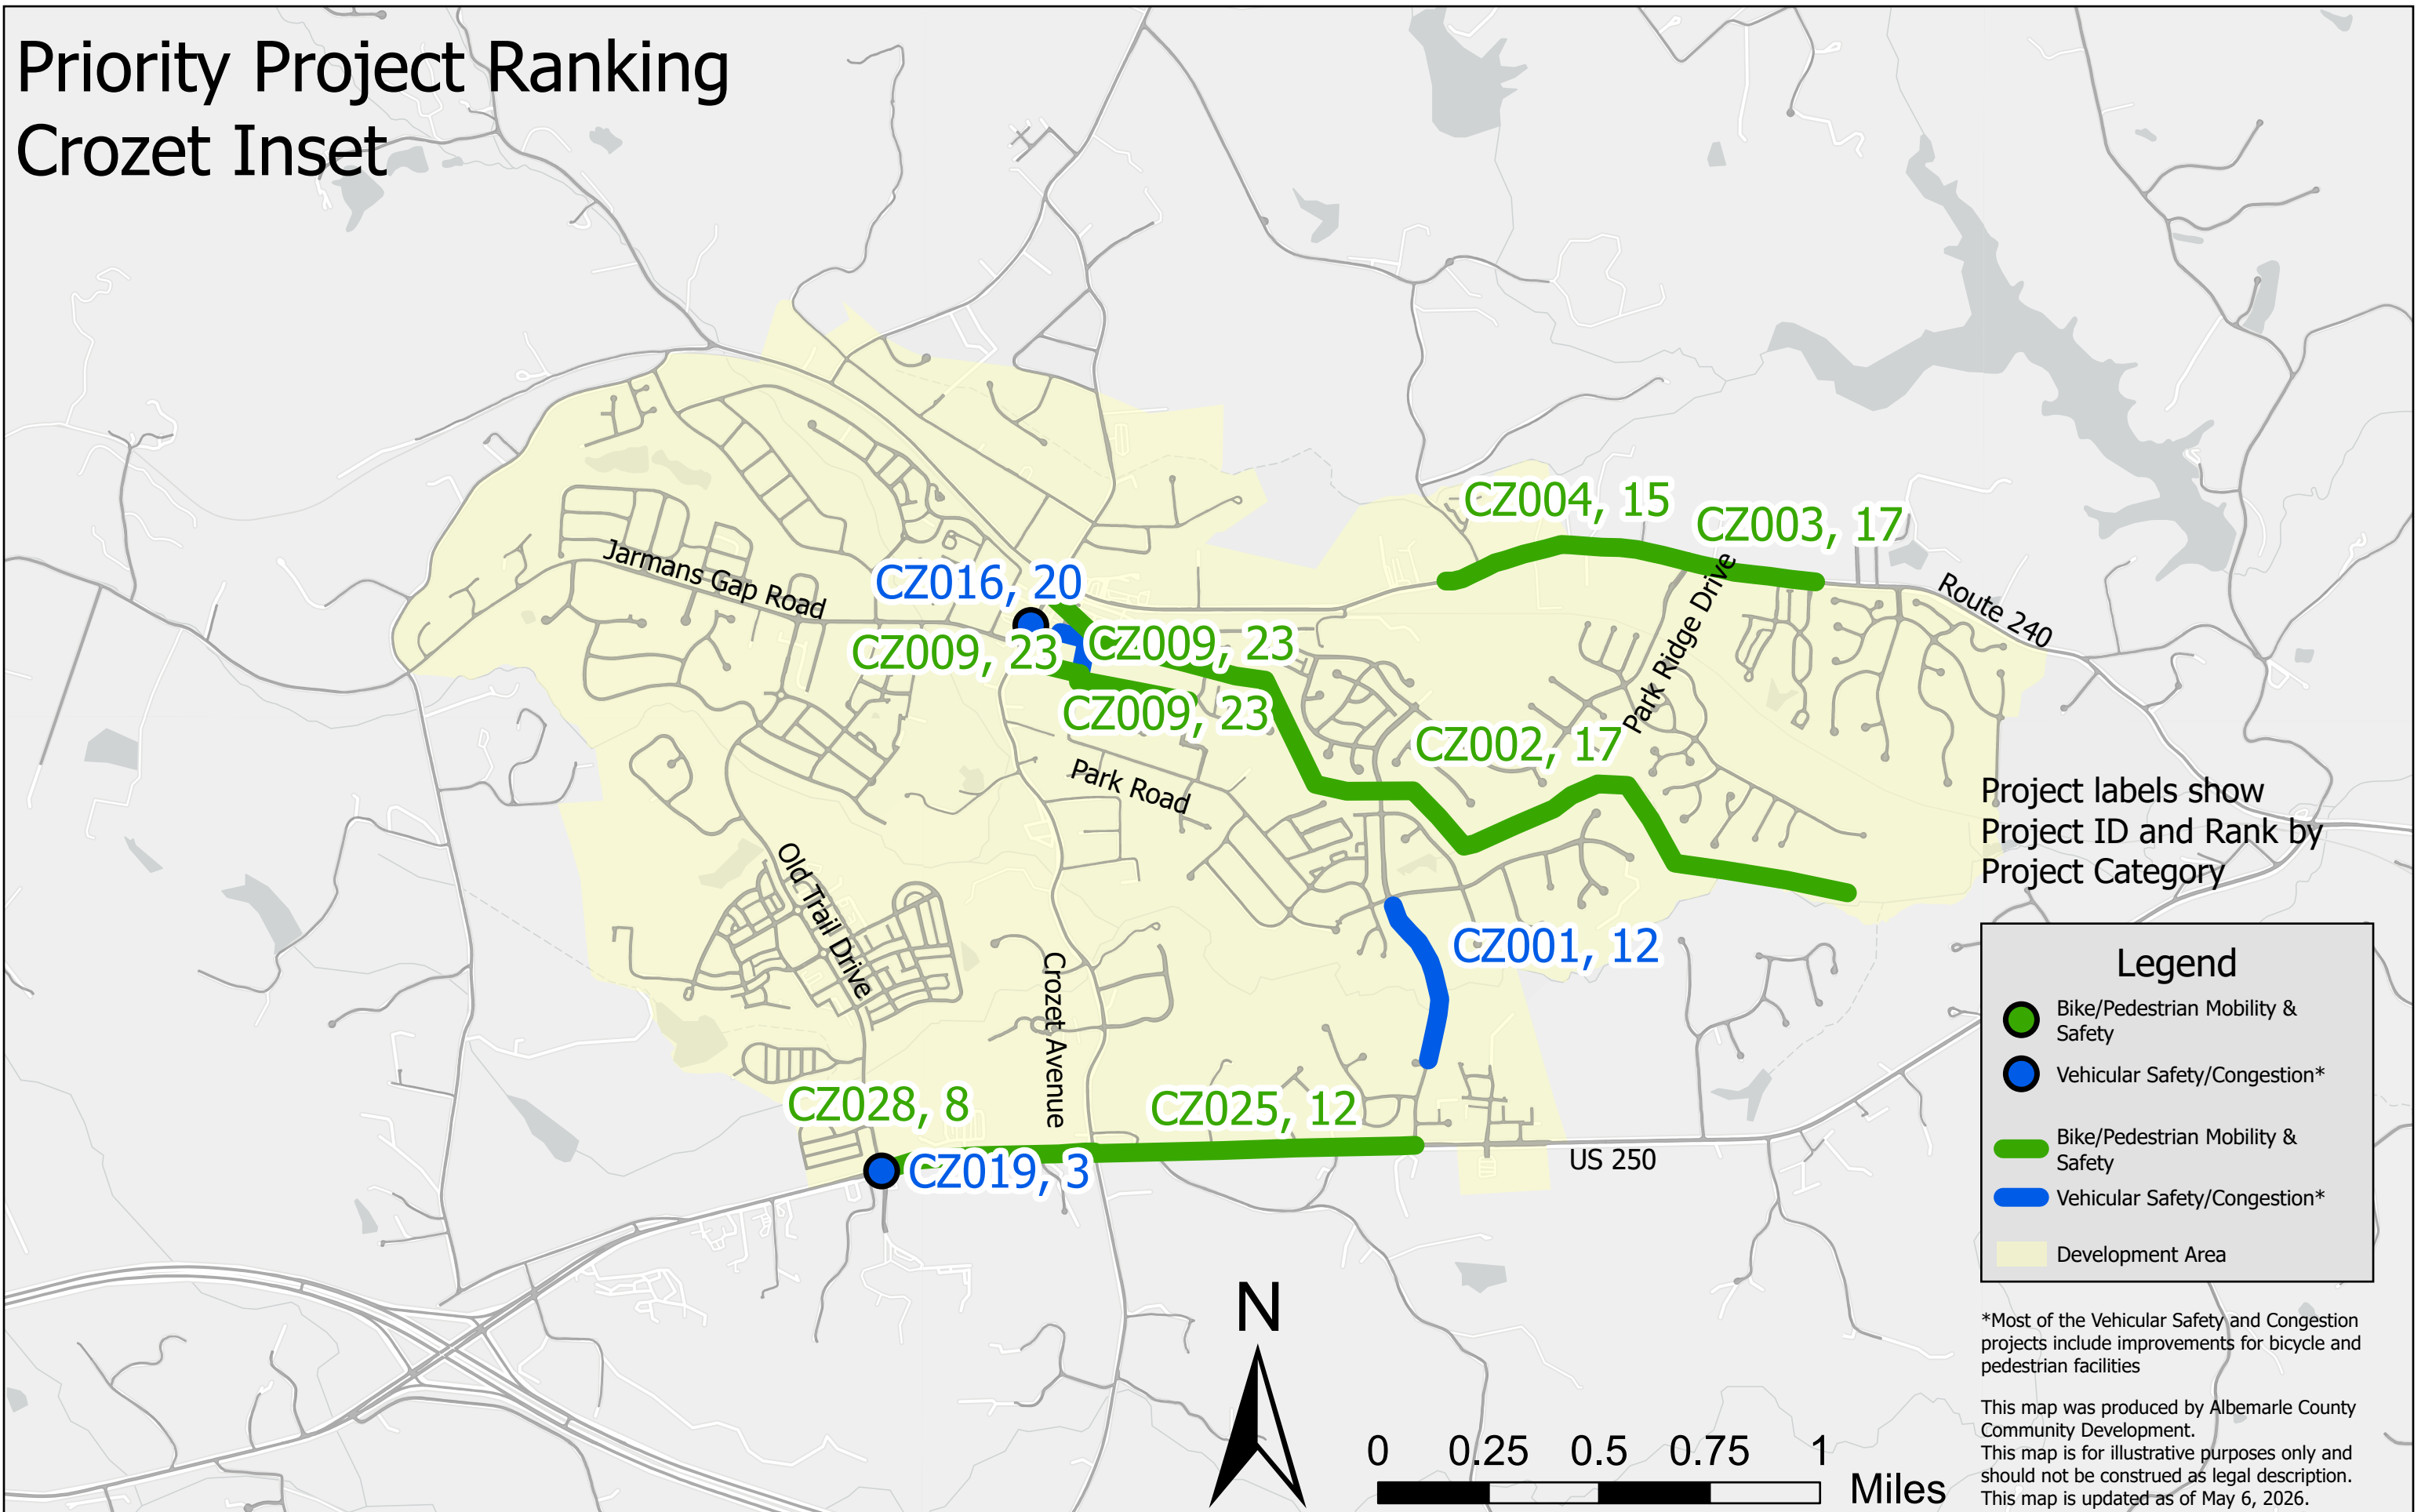 Priority Project Ranking
Crozet Inset
CZ004, 15
CZ003, 17
Jarmans Gap Road
CZ016, 20
Park Ridge Drive
Route 240
CZ009, 23
CZ009, 23
CZ009, 23
CZ002, 17
Park Road
Old Trail Drive
CZ001, 12
Crozet Avenue
CZ028, 8
CZ025, 12
CZ019, 3
US 250
Project labels show
Project ID and Rank by
Project Category
Legend
Bike/Pedestrian Mobility &
Safety
Vehicular Safety/Congestion*
Bike/Pedestrian Mobility &
Safety
Vehicular Safety/Congestion*
Development Area
*Most of the Vehicular Safety and Congestion
projects include improvements for bicycle and
pedestrian facilities
This map was produced by Albemarle County
Community Development.
This map is for illustrative purposes only and
should not be construed as legal description.
This map is updated as of May 6, 2026.
N
0 0.25 0.5 0.75 1
Miles